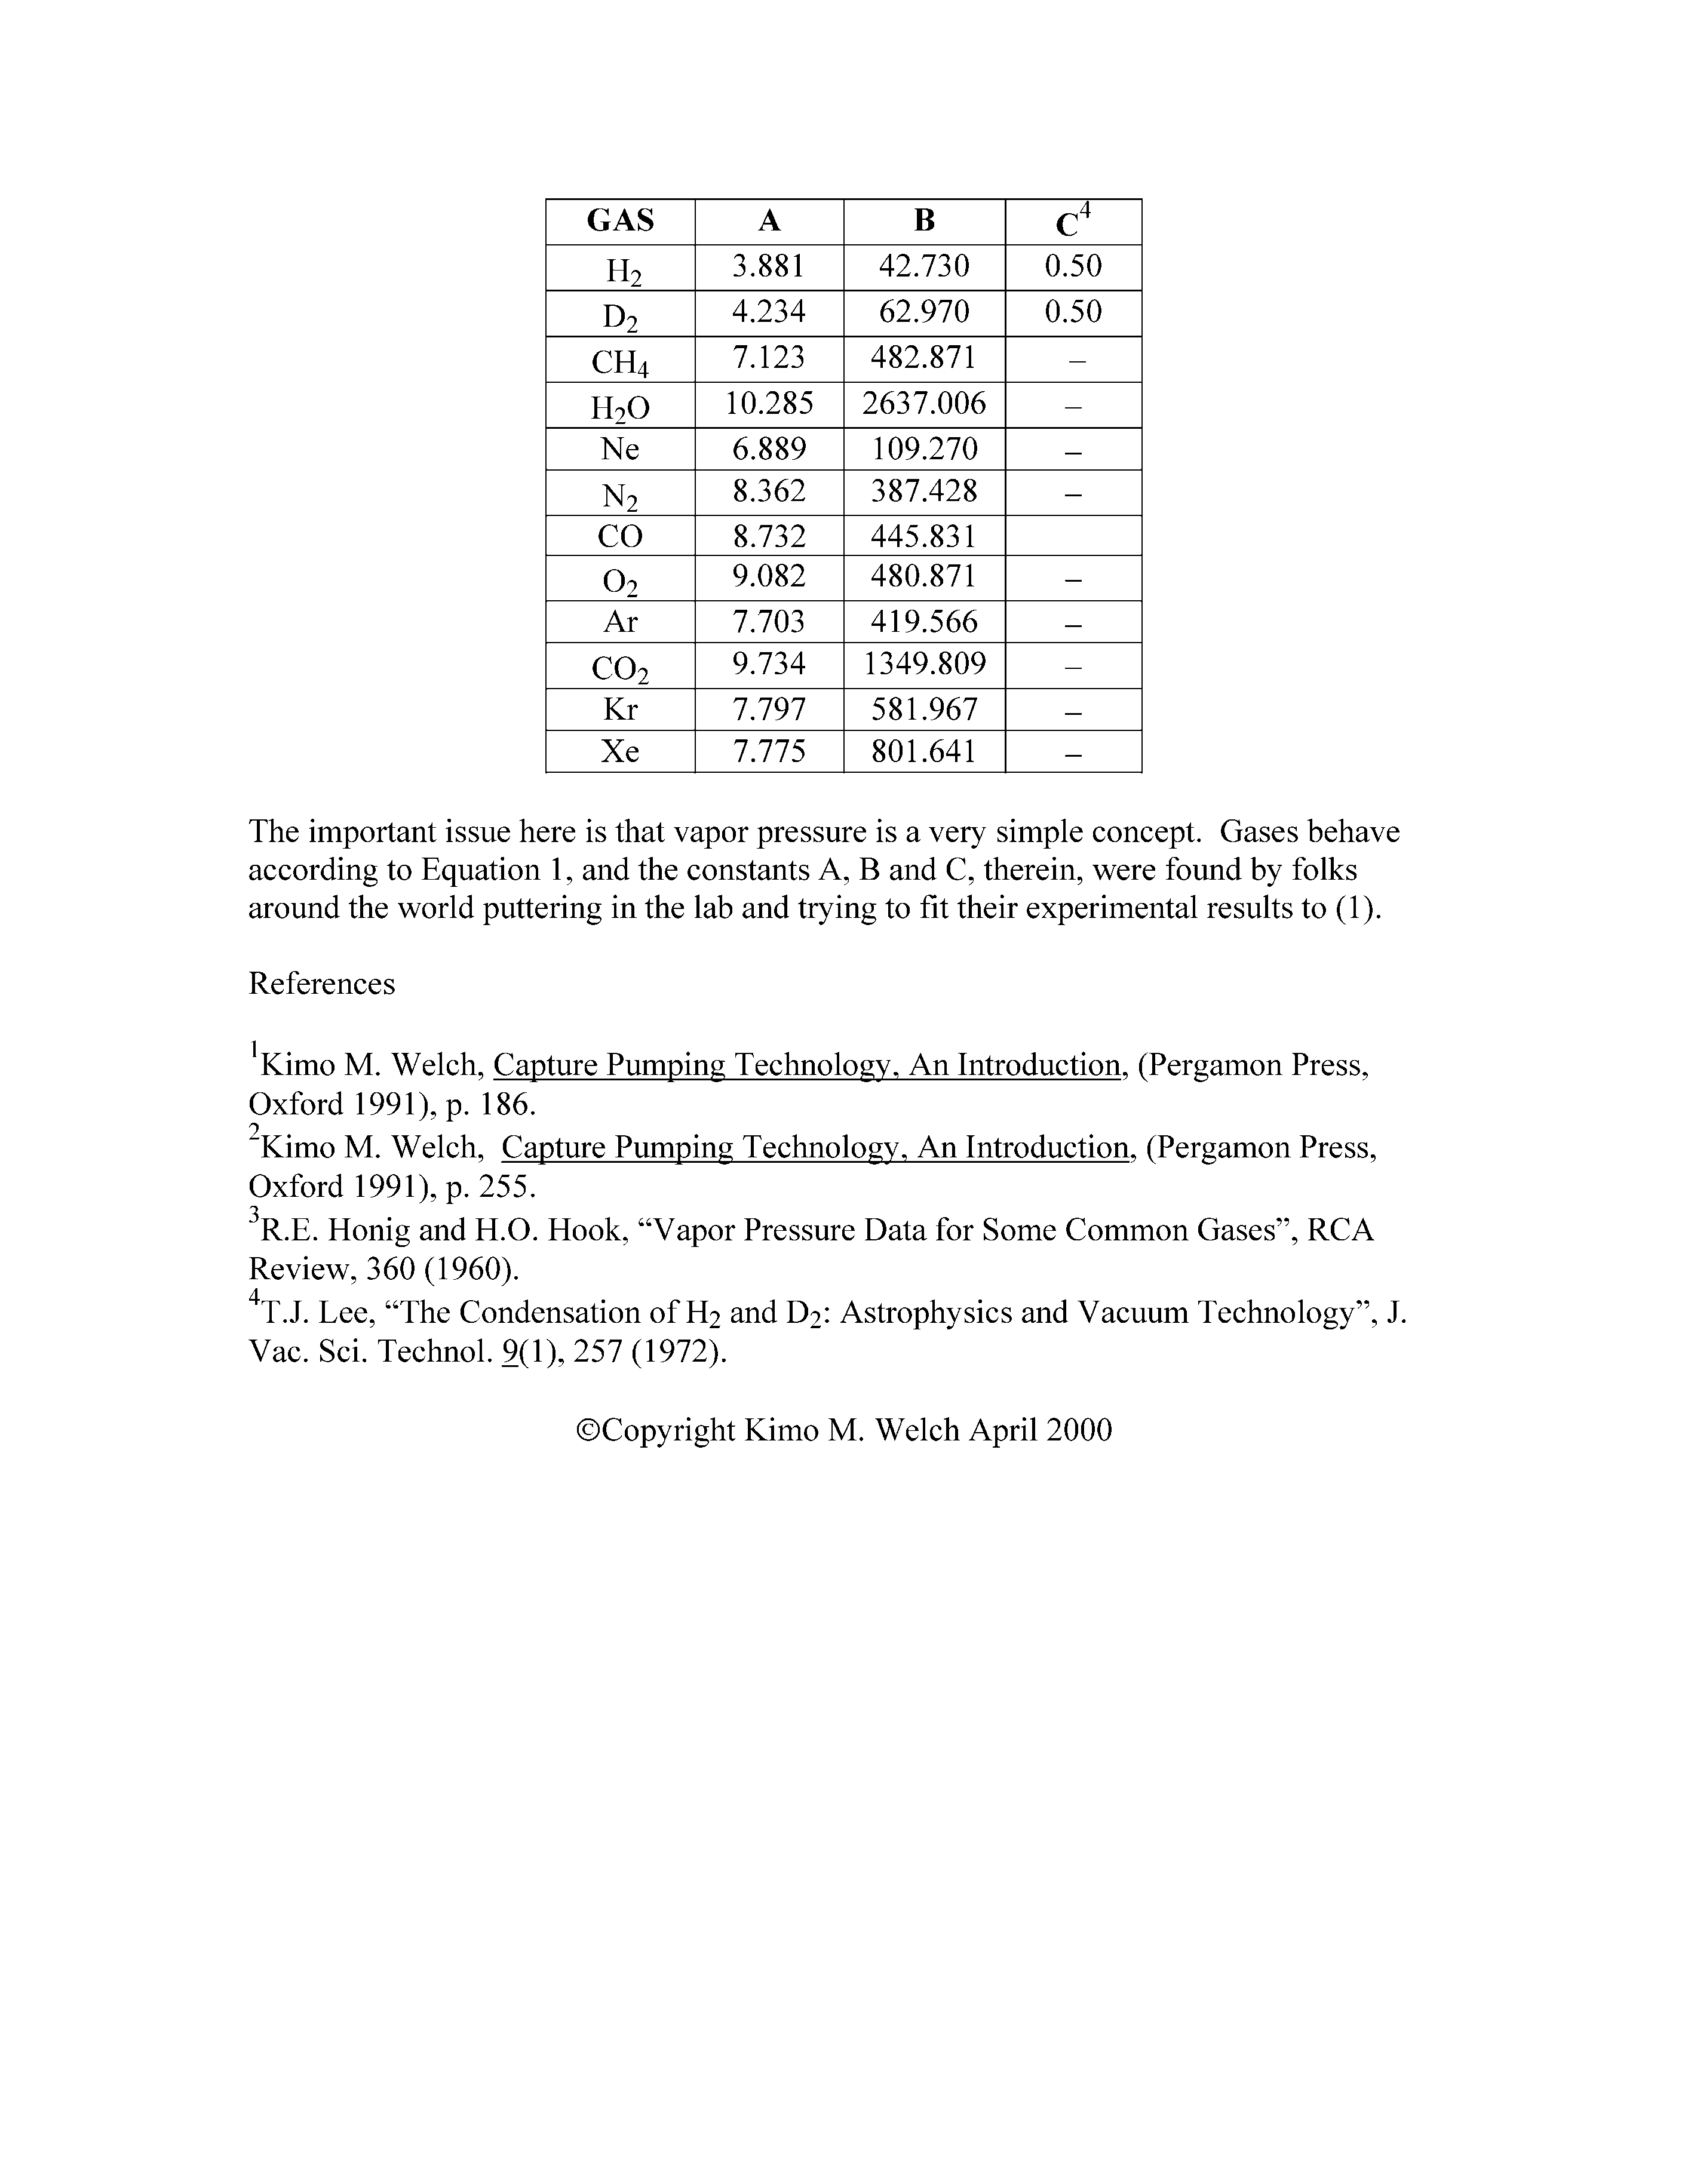 GAS A B C4
H2 3.881 42.730 0.50
D2 4.234 62.970 0.50
CH4 7.123 482.871 –
H2O 10.285 2637.006 –
Ne 6.889 109.270 –
N2 8.362 387.428 –
CO 8.732 445.831
O2 9.082 480.871 –
Ar 7.703 419.566 –
CO2 9.734 1349.809 –
Kr 7.797 581.967 –
Xe 7.775 801.641 –
The important issue here is that vapor pressure is a very simple concept.  Gases behave
according to Equation 1, and the constants A, B and C, therein, were found by folks
around the world puttering in the lab and trying to fit their experimental results to (1).
References
1Kimo M. Welch, Capture Pumping Technology, An Introduction, (Pergamon Press,
Oxford 1991), p. 186.
2Kimo M. Welch,  Capture Pumping Technology, An Introduction, (Pergamon Press,
Oxford 1991), p. 255.
3R.E. Honig and H.O. Hook, “Vapor Pressure Data for Some Common Gases”, RCA
Review, 360 (1960).
4T.J. Lee, “The Condensation of H2 and D2: Astrophysics and Vacuum Technology”, J.
Vac. Sci. Technol. 9(1), 257 (1972).
©Copyright Kimo M. Welch April 2000